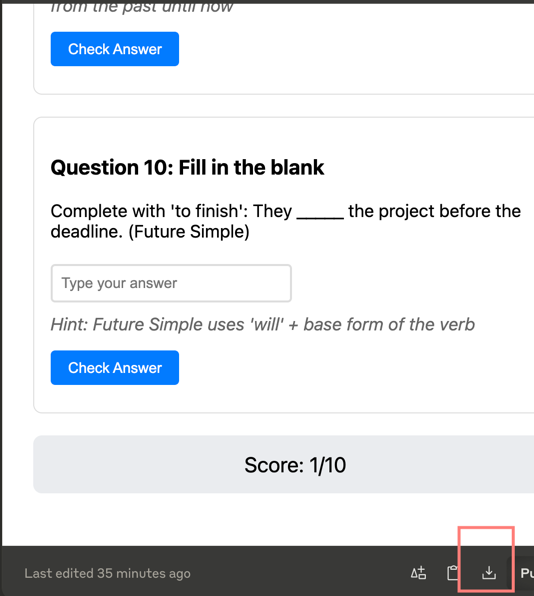 from the past until now
Check Answer
Question 10: Fill in the blank
Complete with 'to finish': They _____ the project before the
deadline. (Future Simple)
Type your answer
Hint: Future Simple uses 'will' + base form of the verb
Check Answer
Score: 1/10
Last edited 35 minutes ago
Pu